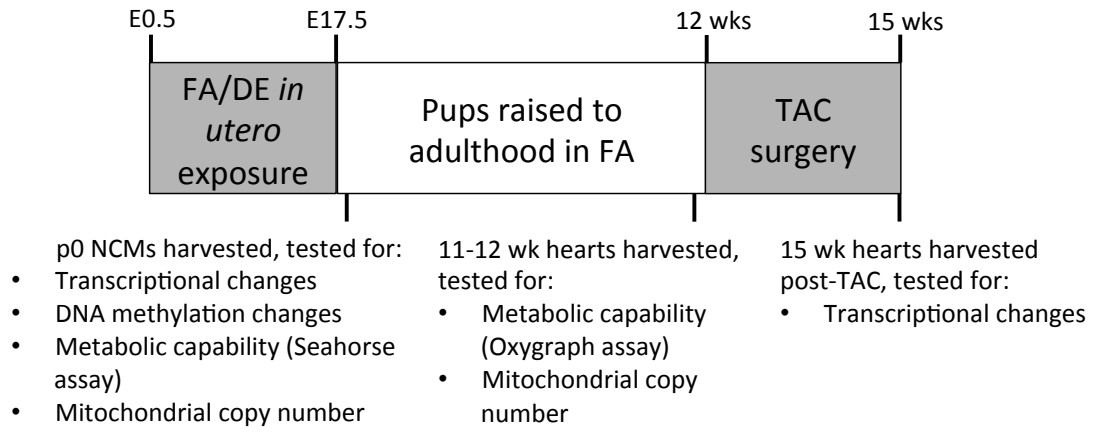 E0.5
E17.5
12 wks
15 wks
FA/DE in
utero
exposure
Pups raised to
adulthood in FA
TAC
surgery
p0 NCMs harvested, tested for:
• Transcriptional changes
• DNA methylation changes
• Metabolic capability (Seahorse
assay)
• Mitochondrial copy number
11-12 wk hearts harvested,
tested for:
• Metabolic capability
(Oxygraph assay)
• Mitochondrial copy
number
15 wk hearts harvested
post-TAC, tested for:
• Transcriptional changes